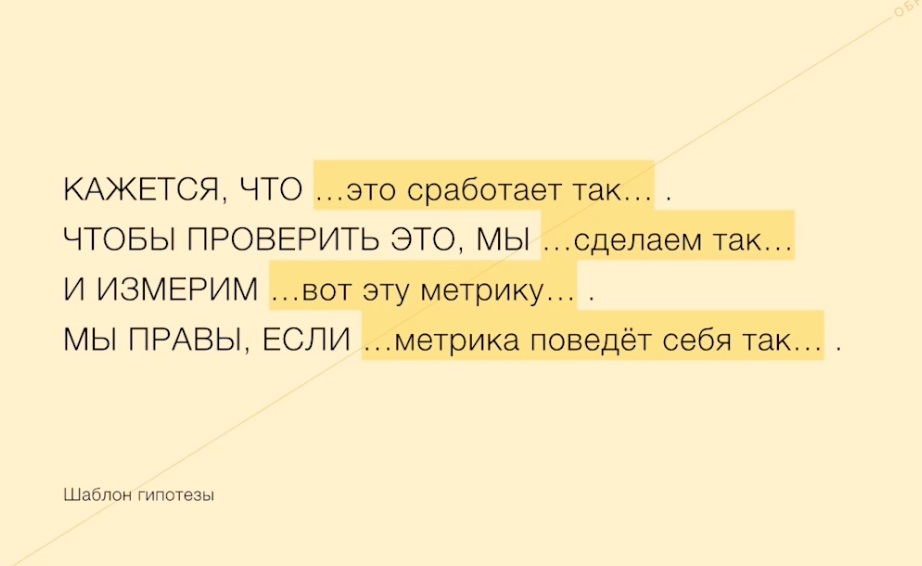 КАЖЕТСЯ, ЧТО ...это сработает так... .
ЧТОБЫ ПРОВЕРИТЬ ЭТО, МЫ ...сделаем так...
И ИЗМЕРИМ ...вот эту метрику... .
МЫ ПРАВЫ, ЕСЛИ ...метрика поведёт себя так... .
Шаблон гипотезы